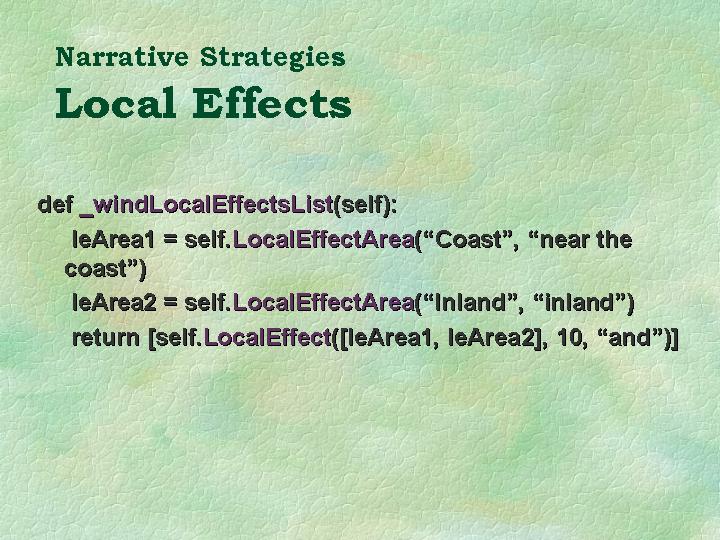 Narrative Strategies
Local Effects
def _windLocalEffectsList(self):
leArea1 = self.LocalEffectArea(“Coast”, “near the
coast”)
leArea2 = self.LocalEffectArea(“Inland”, “inland”)
return [self.LocalEffect([leArea1, leArea2], 10, “and”)]